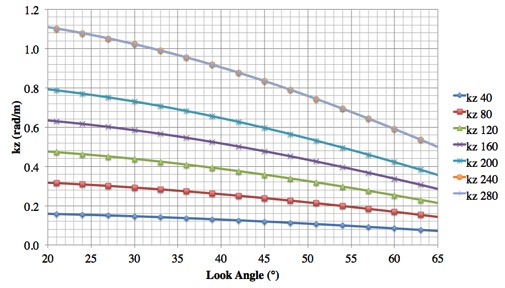 1.2
1.0
0.8
0.6
0.4
0.2
0.0
kz (rad/m)
20 25 30 35 40 45 50 55 60 65
Look Angle (°)
kz 40
kz 80
kz 120
kz 160
kz 200
kz 240
kz 280